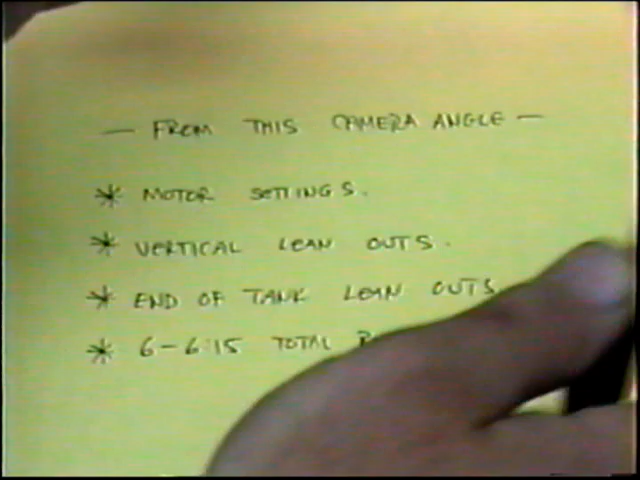 — FROM THIS CAMERA ANGLE —
* MOTOR SETTINGS.
* VERTICAL LEAN OUTS.
* END OF TANK LEAN OUTS
* 6-6:15 TOTAL